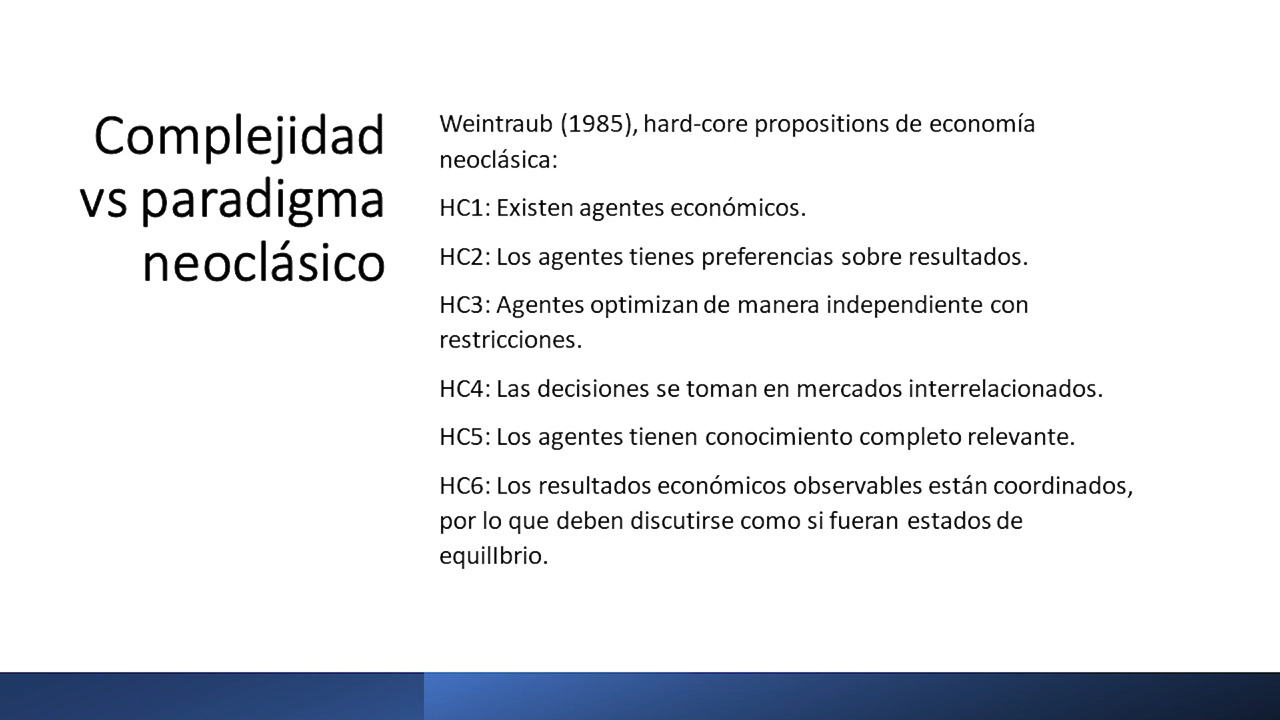 Complejidad
vs paradigma
neoclásico
Weintraub (1985), hard-core propositions de economía
neoclásica:
HC1: Existen agentes económicos.
HC2: Los agentes tienes preferencias sobre resultados.
HC3: Agentes optimizan de manera independiente con
restricciones.
HC4: Las decisiones se toman en mercados interrelacionados.
HC5: Los agentes tienen conocimiento completo relevante.
HC6: Los resultados económicos observables están coordinados,
por lo que deben discutirse como si fueran estados de
equilIbrio.